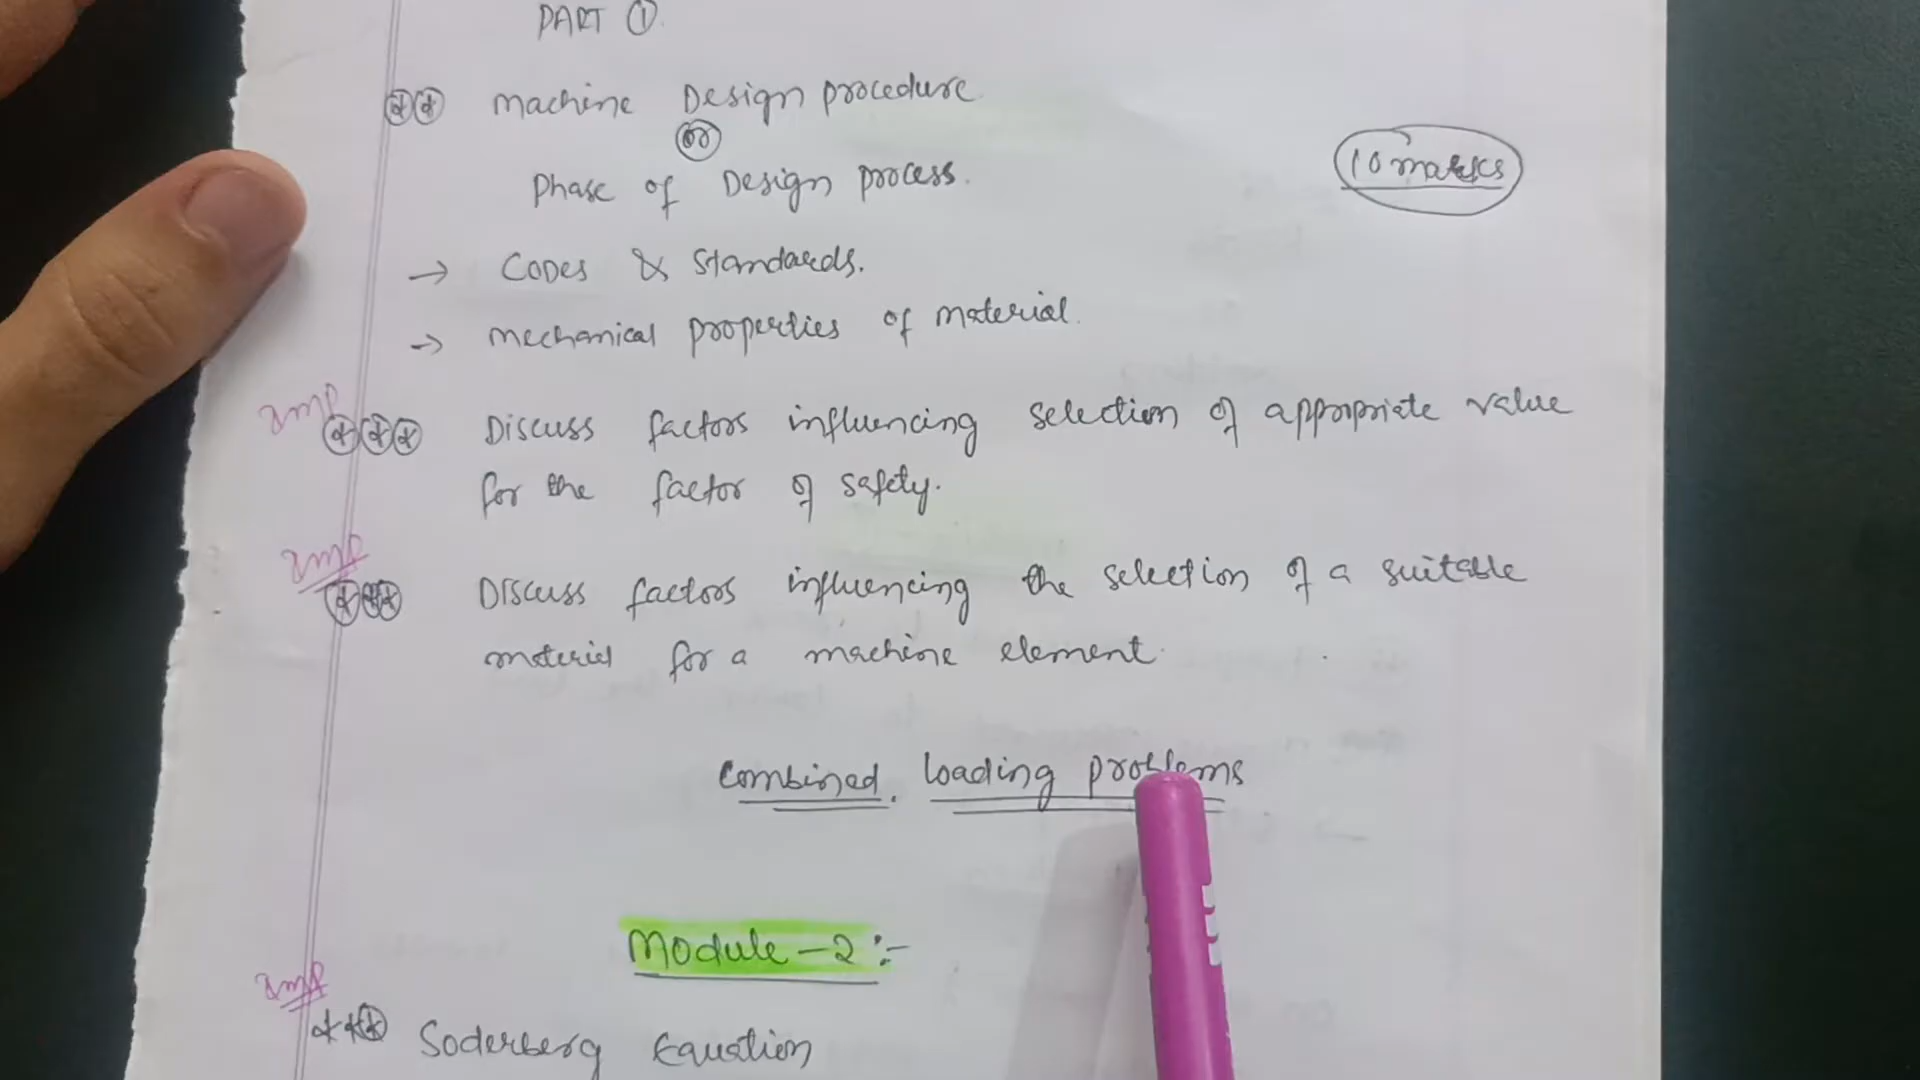 PART ①
machine Design procedure
or
Phase of Design process.
10 marks
→ Codes & Standards.
→ mechanical properties of material.
Imp
Discuss factors influencing selection of appropriate value
for the factor of safety.
Imp
Discuss factors influencing the selection of a suitable
material for a machine element.
combined loading problems
Module-2:-
Imp
Soderberg Equation